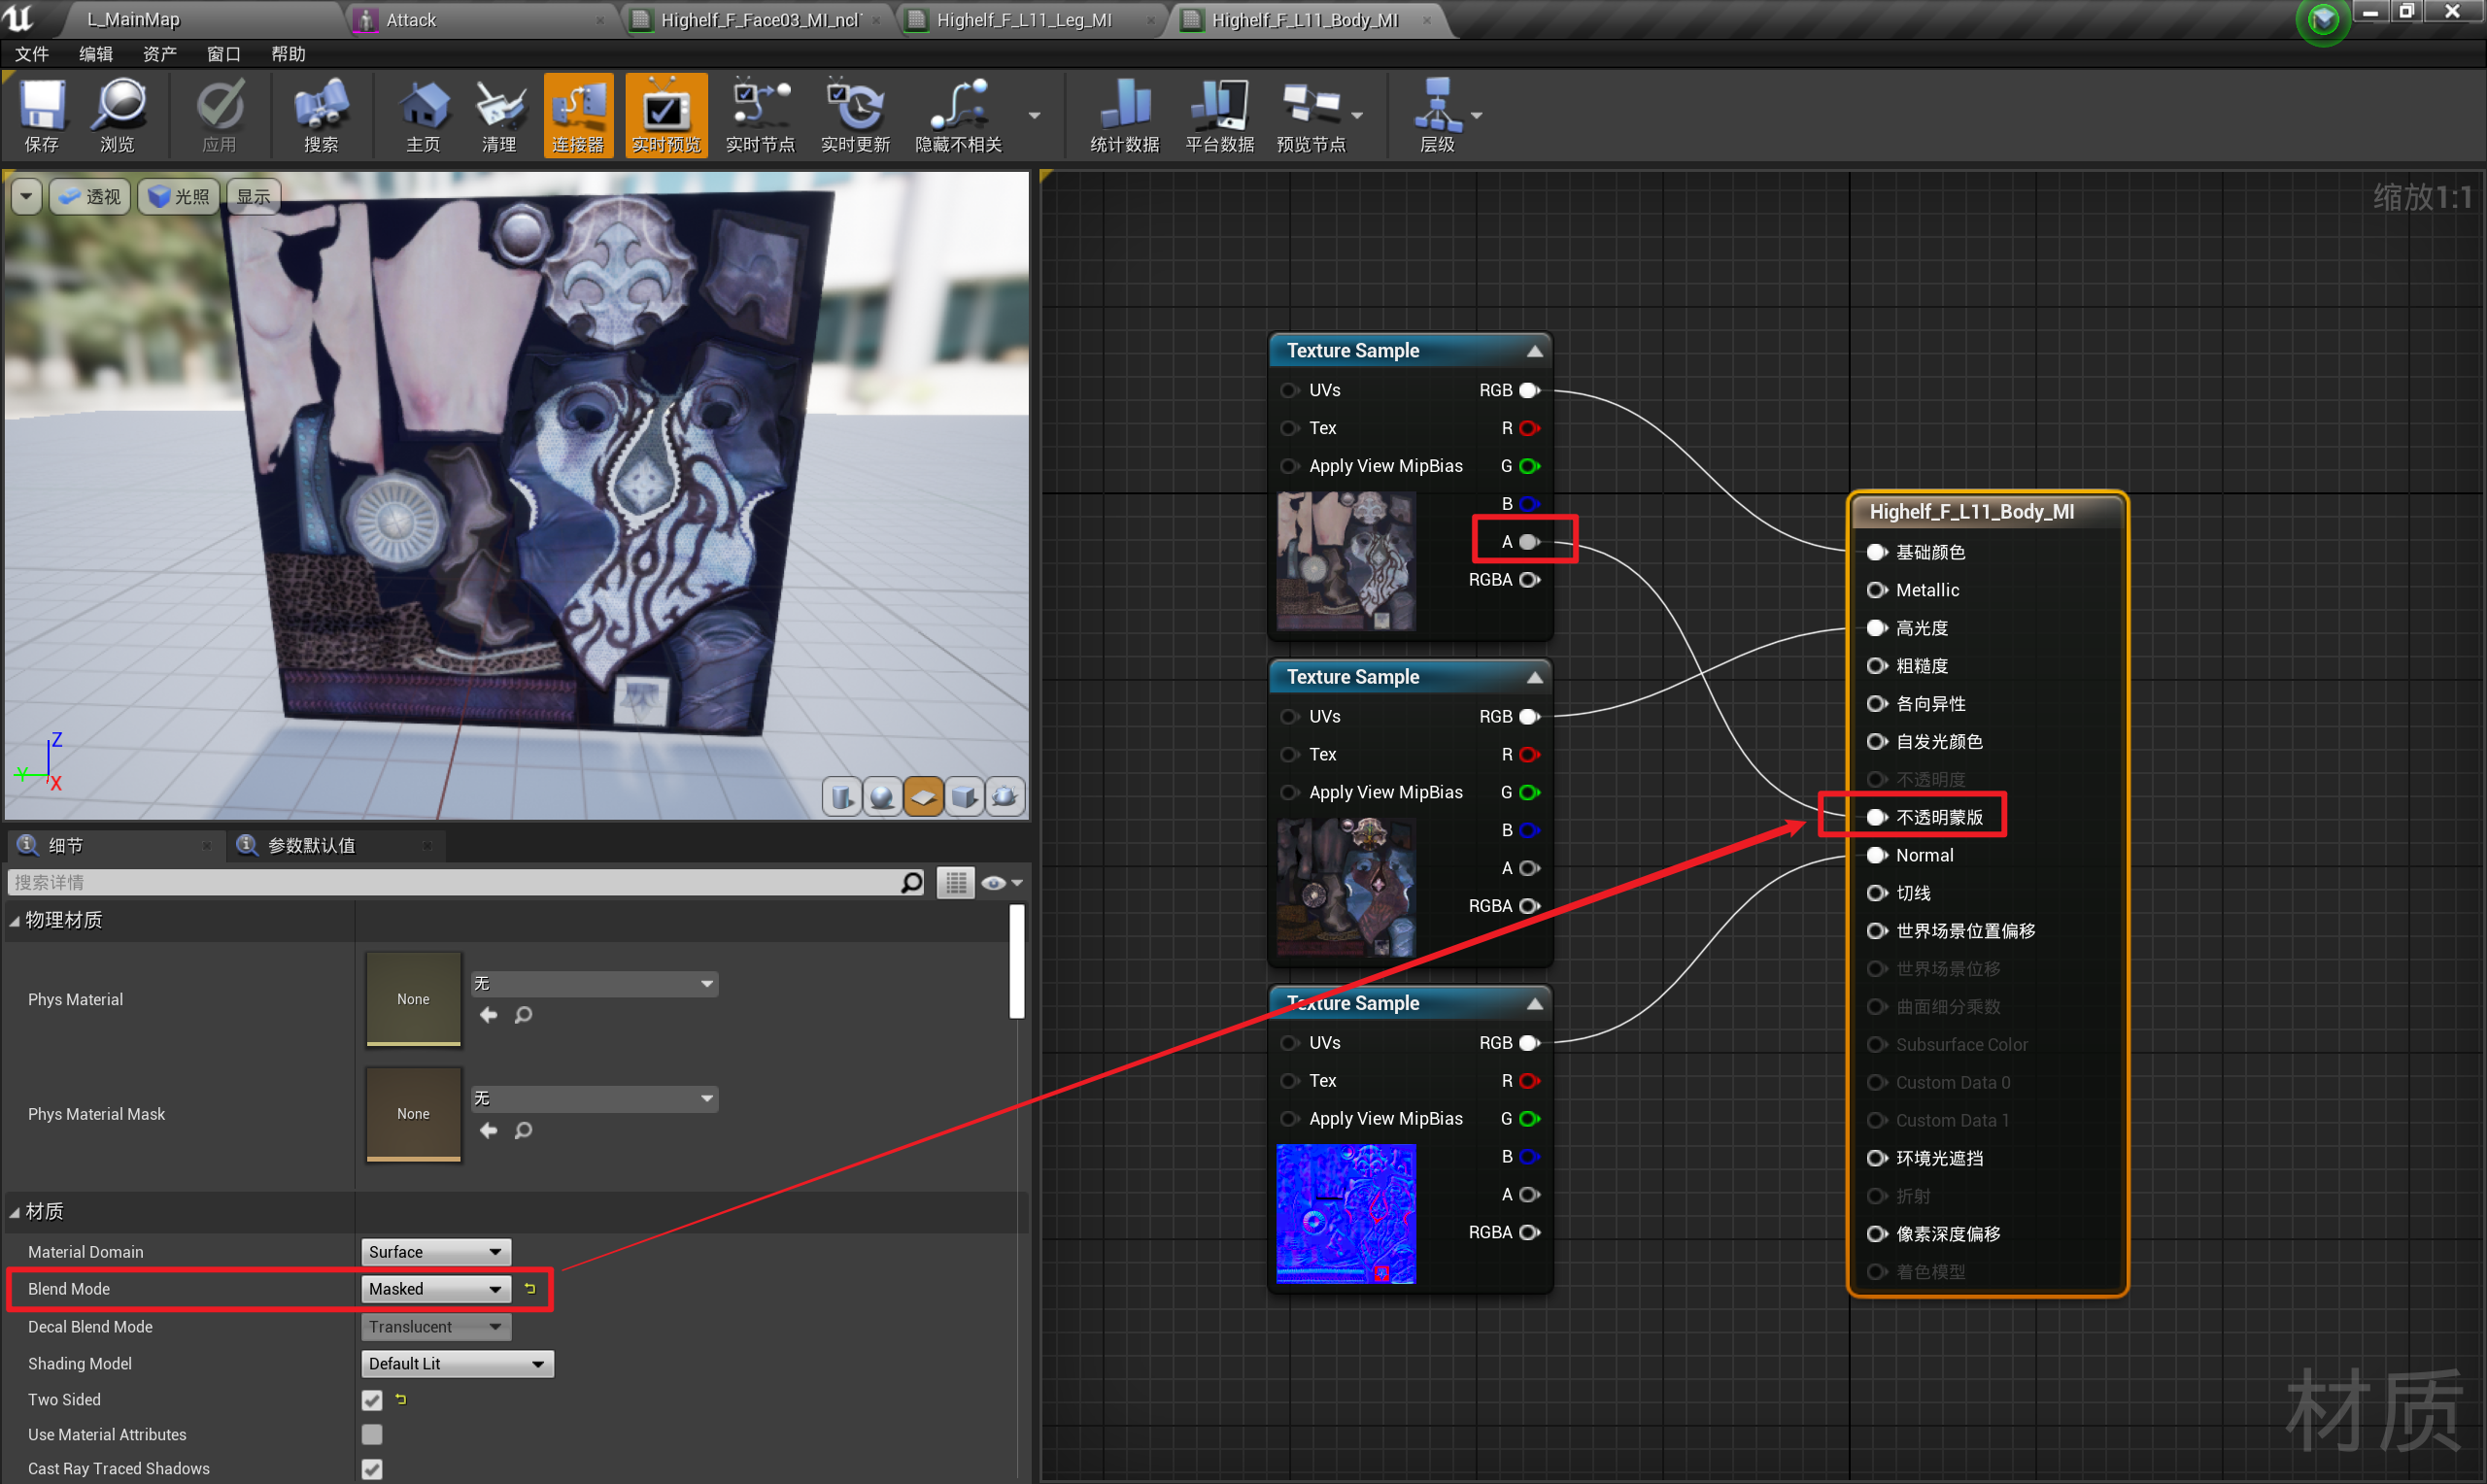 L_MainMap
Attack
Highelf_F_Face03_MI_ncl
Highelf_F_L11_Leg_MI
Highelf_F_L11_Body_MI
文件 编辑 资产 窗口 帮助
保存 浏览 应用 搜索 主页 清理 连接器 实时预览 实时节点 实时更新 隐藏不相关 统计数据 平台数据 预览节点 层级
透视 光照 显示
缩放1:1
Z
Y
X
Texture Sample
UVs RGB
Tex R
Apply View MipBias G
B
A
RGBA
Texture Sample
UVs RGB
Tex R
Apply View MipBias G
B
A
RGBA
Texture Sample
UVs RGB
Tex R
Apply View MipBias G
B
A
RGBA
Highelf_F_L11_Body_MI
基础颜色
Metallic
高光度
粗糙度
各向异性
自发光颜色
不透明度
不透明蒙版
Normal
切线
世界场景位置偏移
世界场景位移
曲面细分乘数
Subsurface Color
Custom Data 0
Custom Data 1
环境光遮挡
折射
像素深度偏移
着色模型
材质
细节 参数默认值
搜索详情
物理材质
Phys Material None 无
Phys Material Mask None 无
材质
Material Domain Surface
Blend Mode Masked
Decal Blend Mode Translucent
Shading Model Default Lit
Two Sided
Use Material Attributes
Cast Ray Traced Shadows